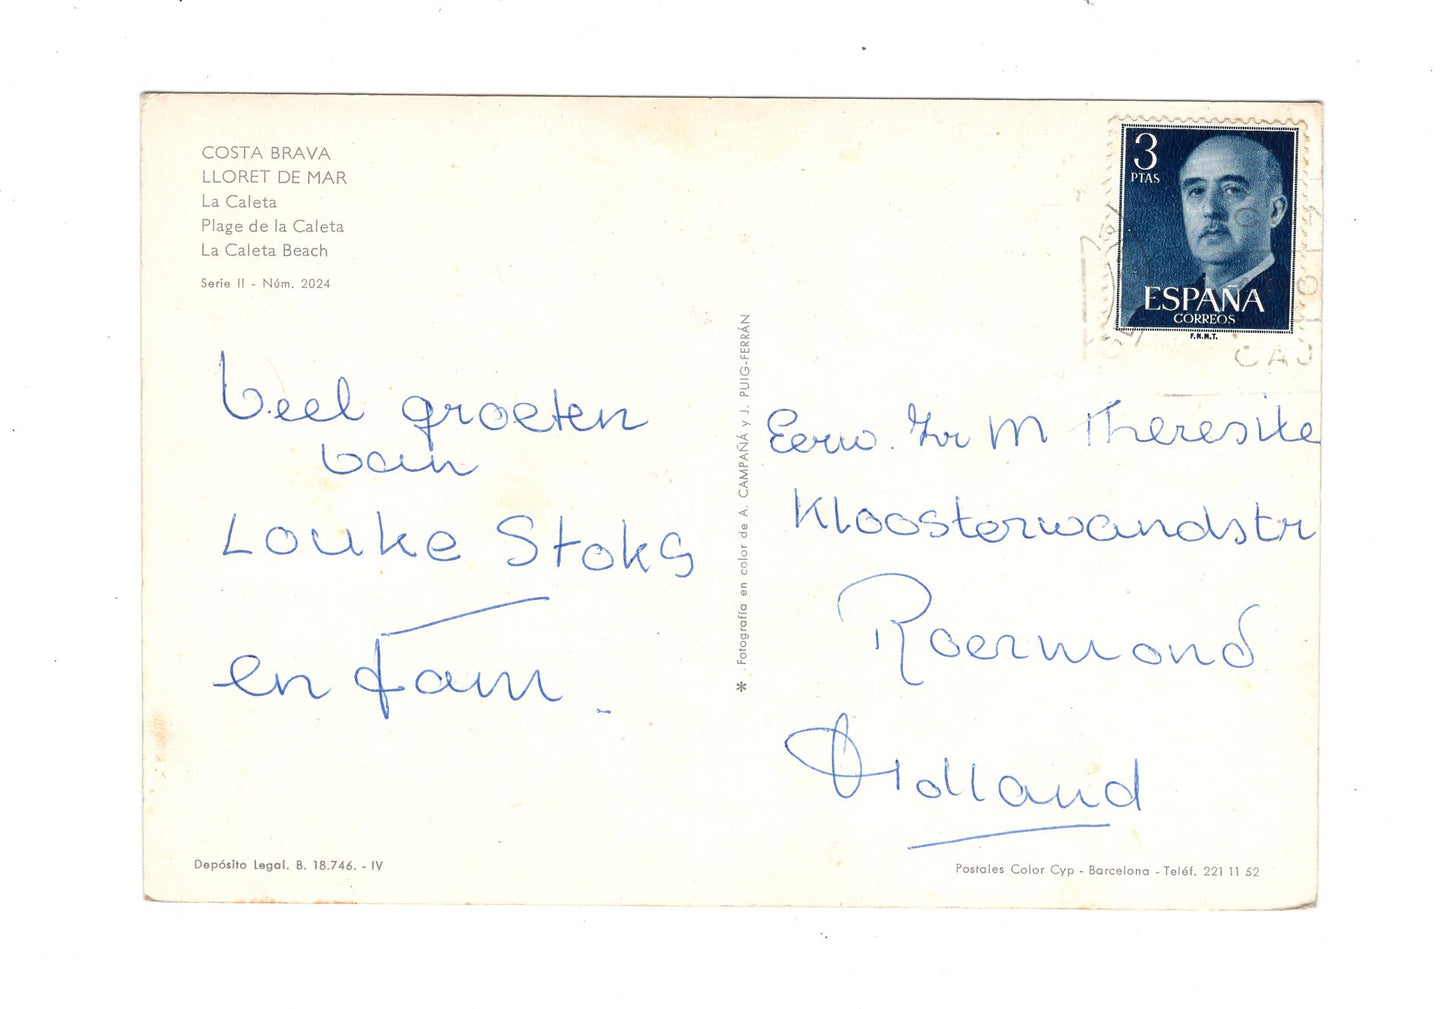 COSTA BRAVA
LLORET DE MAR
La Caleta
Plage de la Caleta
La Caleta Beach
Serie II - Núm. 2024
Veel groeten
van
Louke Stoks
en Fam.
Depósito Legal. B. 18.746. - IV
* Fotografía en color de A. CAMPAÑÁ y J. PUIG-FERRÁN
3
PTAS
ESPAÑA
CORREOS
F.N.M.T.
CAJ
Eerw. Zr M Theresite
Kloosterwandstr
Roermond
Holland
Postales Color Cyp - Barcelona - Teléf. 221 11 52